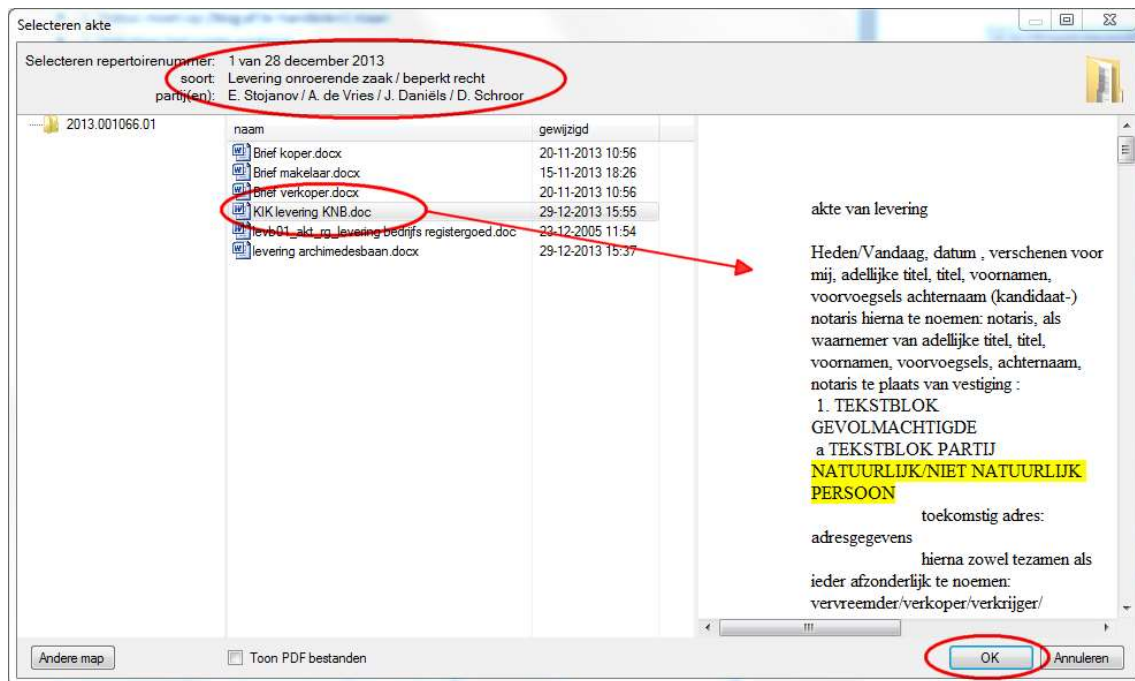 Selecteren akte
Selecteren repertoirenummer: 1 van 28 december 2013
soort: Levering onroerende zaak / beperkt recht
partij(en): E. Stojanov / A. de Vries / J. Daniëls / D. Schroor
2013.001066.01
naam gewijzigd
Brief koper.docx 20-11-2013 10:56
Brief makelaar.docx 15-11-2013 18:26
Brief verkoper.docx 20-11-2013 10:56
KIK levering KNB.doc 29-12-2013 15:55
levb01_akt_rg_levering bedrijfs registergoed.doc 23-12-2005 11:54
levering archimedesbaan.docx 29-12-2013 15:37
akte van levering
Heden/Vandaag, datum , verschenen voor
mij, adellijke titel, titel, voornamen,
voorvoegsels achternaam (kandidaat-)
notaris hierna te noemen: notaris, als
waarnemer van adellijke titel, titel,
voornamen, voorvoegsels, achternaam,
notaris te plaats van vestiging :
1. TEKSTBLOK
GEVOLMACHTIGDE
a TEKSTBLOK PARTIJ
NATUURLIJK/NIET NATUURLIJK
PERSOON
toekomstig adres:
adresgegevens
hierna zowel tezamen als
ieder afzonderlijk te noemen:
vervreemder/verkoper/verkrijger/
Andere map
Toon PDF bestanden
OK
Annuleren